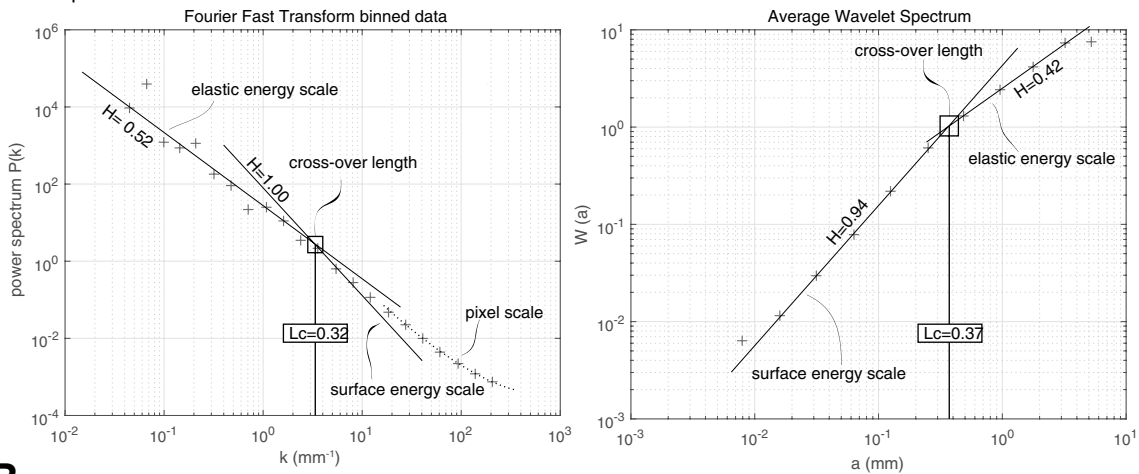 Fourier Fast Transform binned data
10^6
10^4
10^2
10^0
10^-2
10^-4
power spectrum P(k)
elastic energy scale
H= 0.52
H=1.00
cross-over length
Lc=0.32
pixel scale
surface energy scale
10^-2
10^-1
10^0
10^1
10^2
10^3
k (mm^-1)
Average Wavelet Spectrum
10^1
10^0
10^-1
10^-2
10^-3
W (a)
cross-over length
H=0.42
elastic energy scale
H=0.94
Lc=0.37
surface energy scale
10^-3
10^-2
10^-1
10^0
10^1
a (mm)